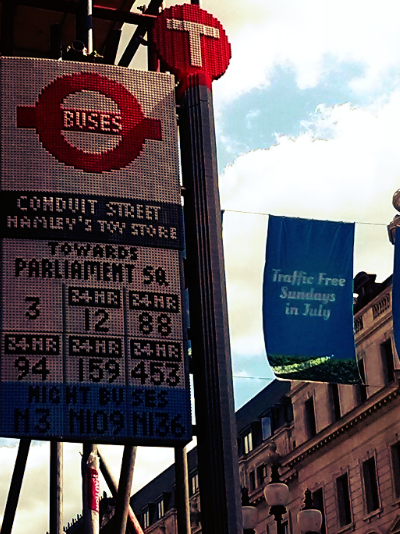 T
BUSES
CONDUIT STREET
HAMLEY'S TOY STORE
TOWARDS
PARLIAMENT SQ
24HR 24HR
3 12 88
24HR 24HR 24HR
94 159 453
NIGHT BUSES
N3 N109 N136
Traffic Free
Sundays
in July